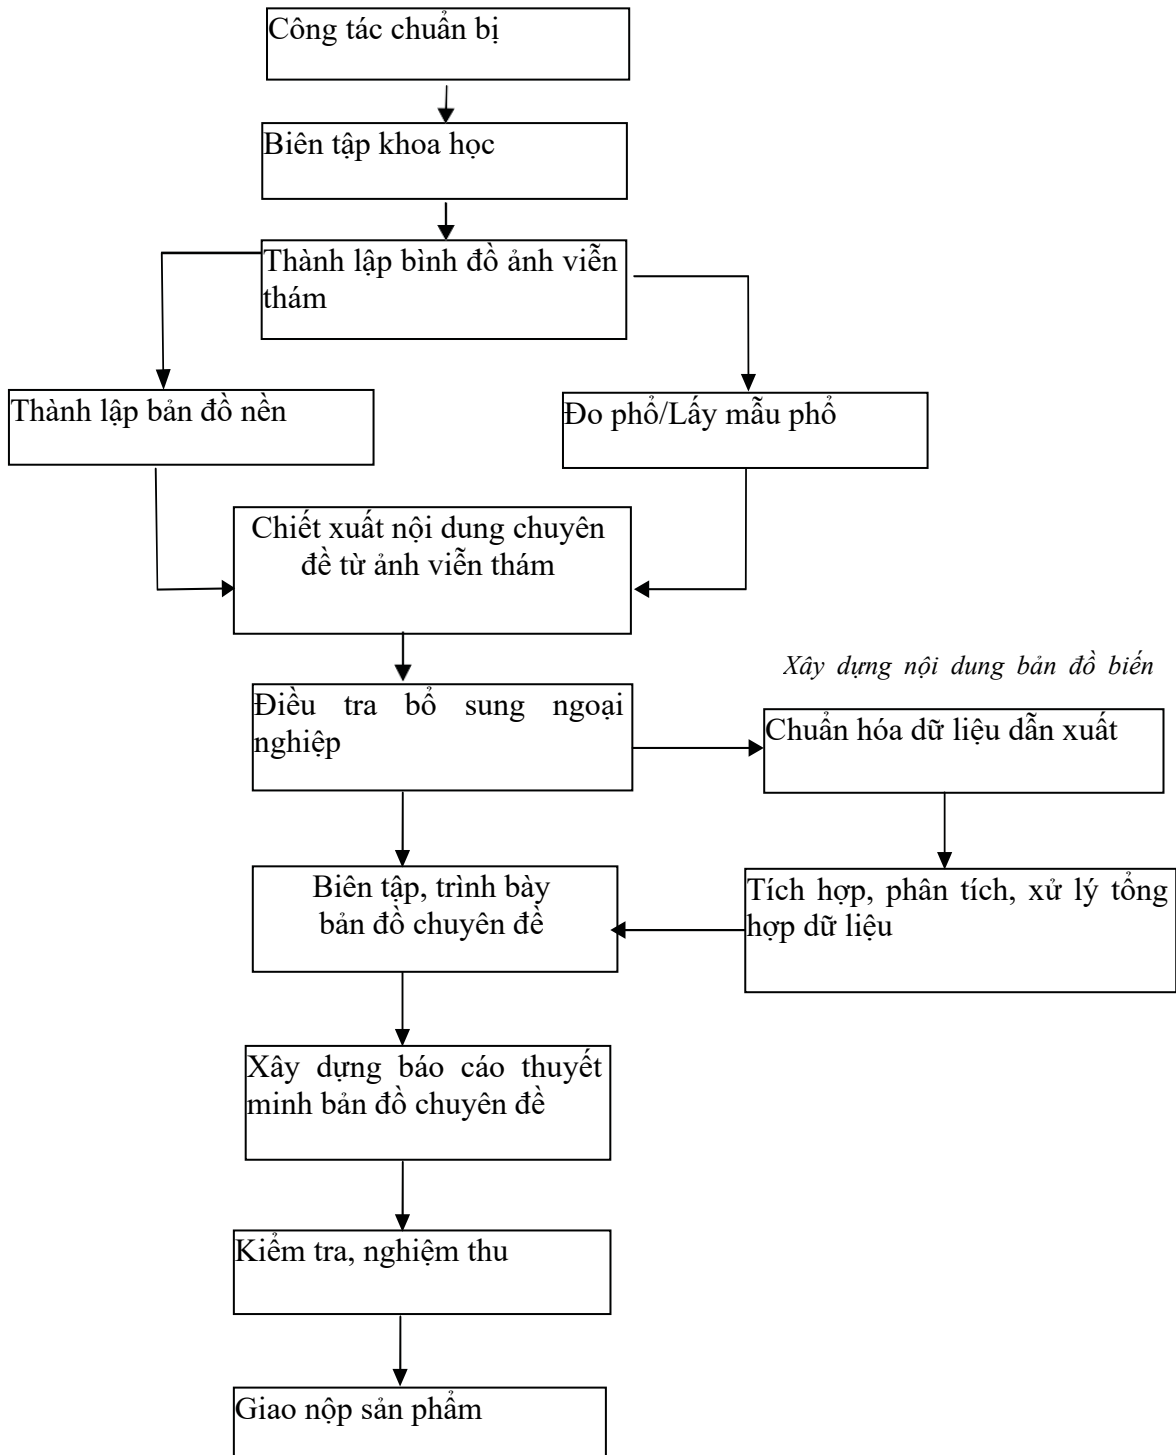 Công tác chuẩn bị
Biên tập khoa học
Thành lập bình đồ ảnh viễn
thám
Thành lập bản đồ nền
Đo phổ/Lấy mẫu phổ
Chiết xuất nội dung chuyên
đề từ ảnh viễn thám
Xây dựng nội dung bản đồ biến
Điều tra bổ sung ngoại
nghiệp
Chuẩn hóa dữ liệu dẫn xuất
Biên tập, trình bày
bản đồ chuyên đề
Tích hợp, phân tích, xử lý tổng
hợp dữ liệu
Xây dựng báo cáo thuyết
minh bản đồ chuyên đề
Kiểm tra, nghiệm thu
Giao nộp sản phẩm